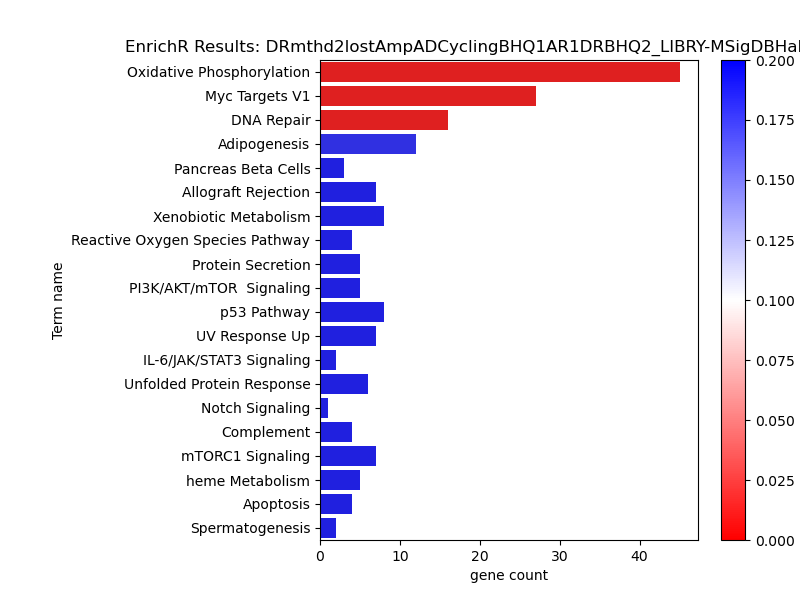 EnrichR Results: DRmthd2lostAmpADCyclingBHQ1AR1DRBHQ2_LIBRY-MSigDBHal
Oxidative Phosphorylation
Myc Targets V1
DNA Repair
Adipogenesis
Pancreas Beta Cells
Allograft Rejection
Xenobiotic Metabolism
Reactive Oxygen Species Pathway
Protein Secretion
PI3K/AKT/mTOR  Signaling
p53 Pathway
UV Response Up
IL-6/JAK/STAT3 Signaling
Unfolded Protein Response
Notch Signaling
Complement
mTORC1 Signaling
heme Metabolism
Apoptosis
Spermatogenesis
Term name
0 10 20 30 40
gene count
0.200
0.175
0.150
0.125
0.100
0.075
0.050
0.025
0.000